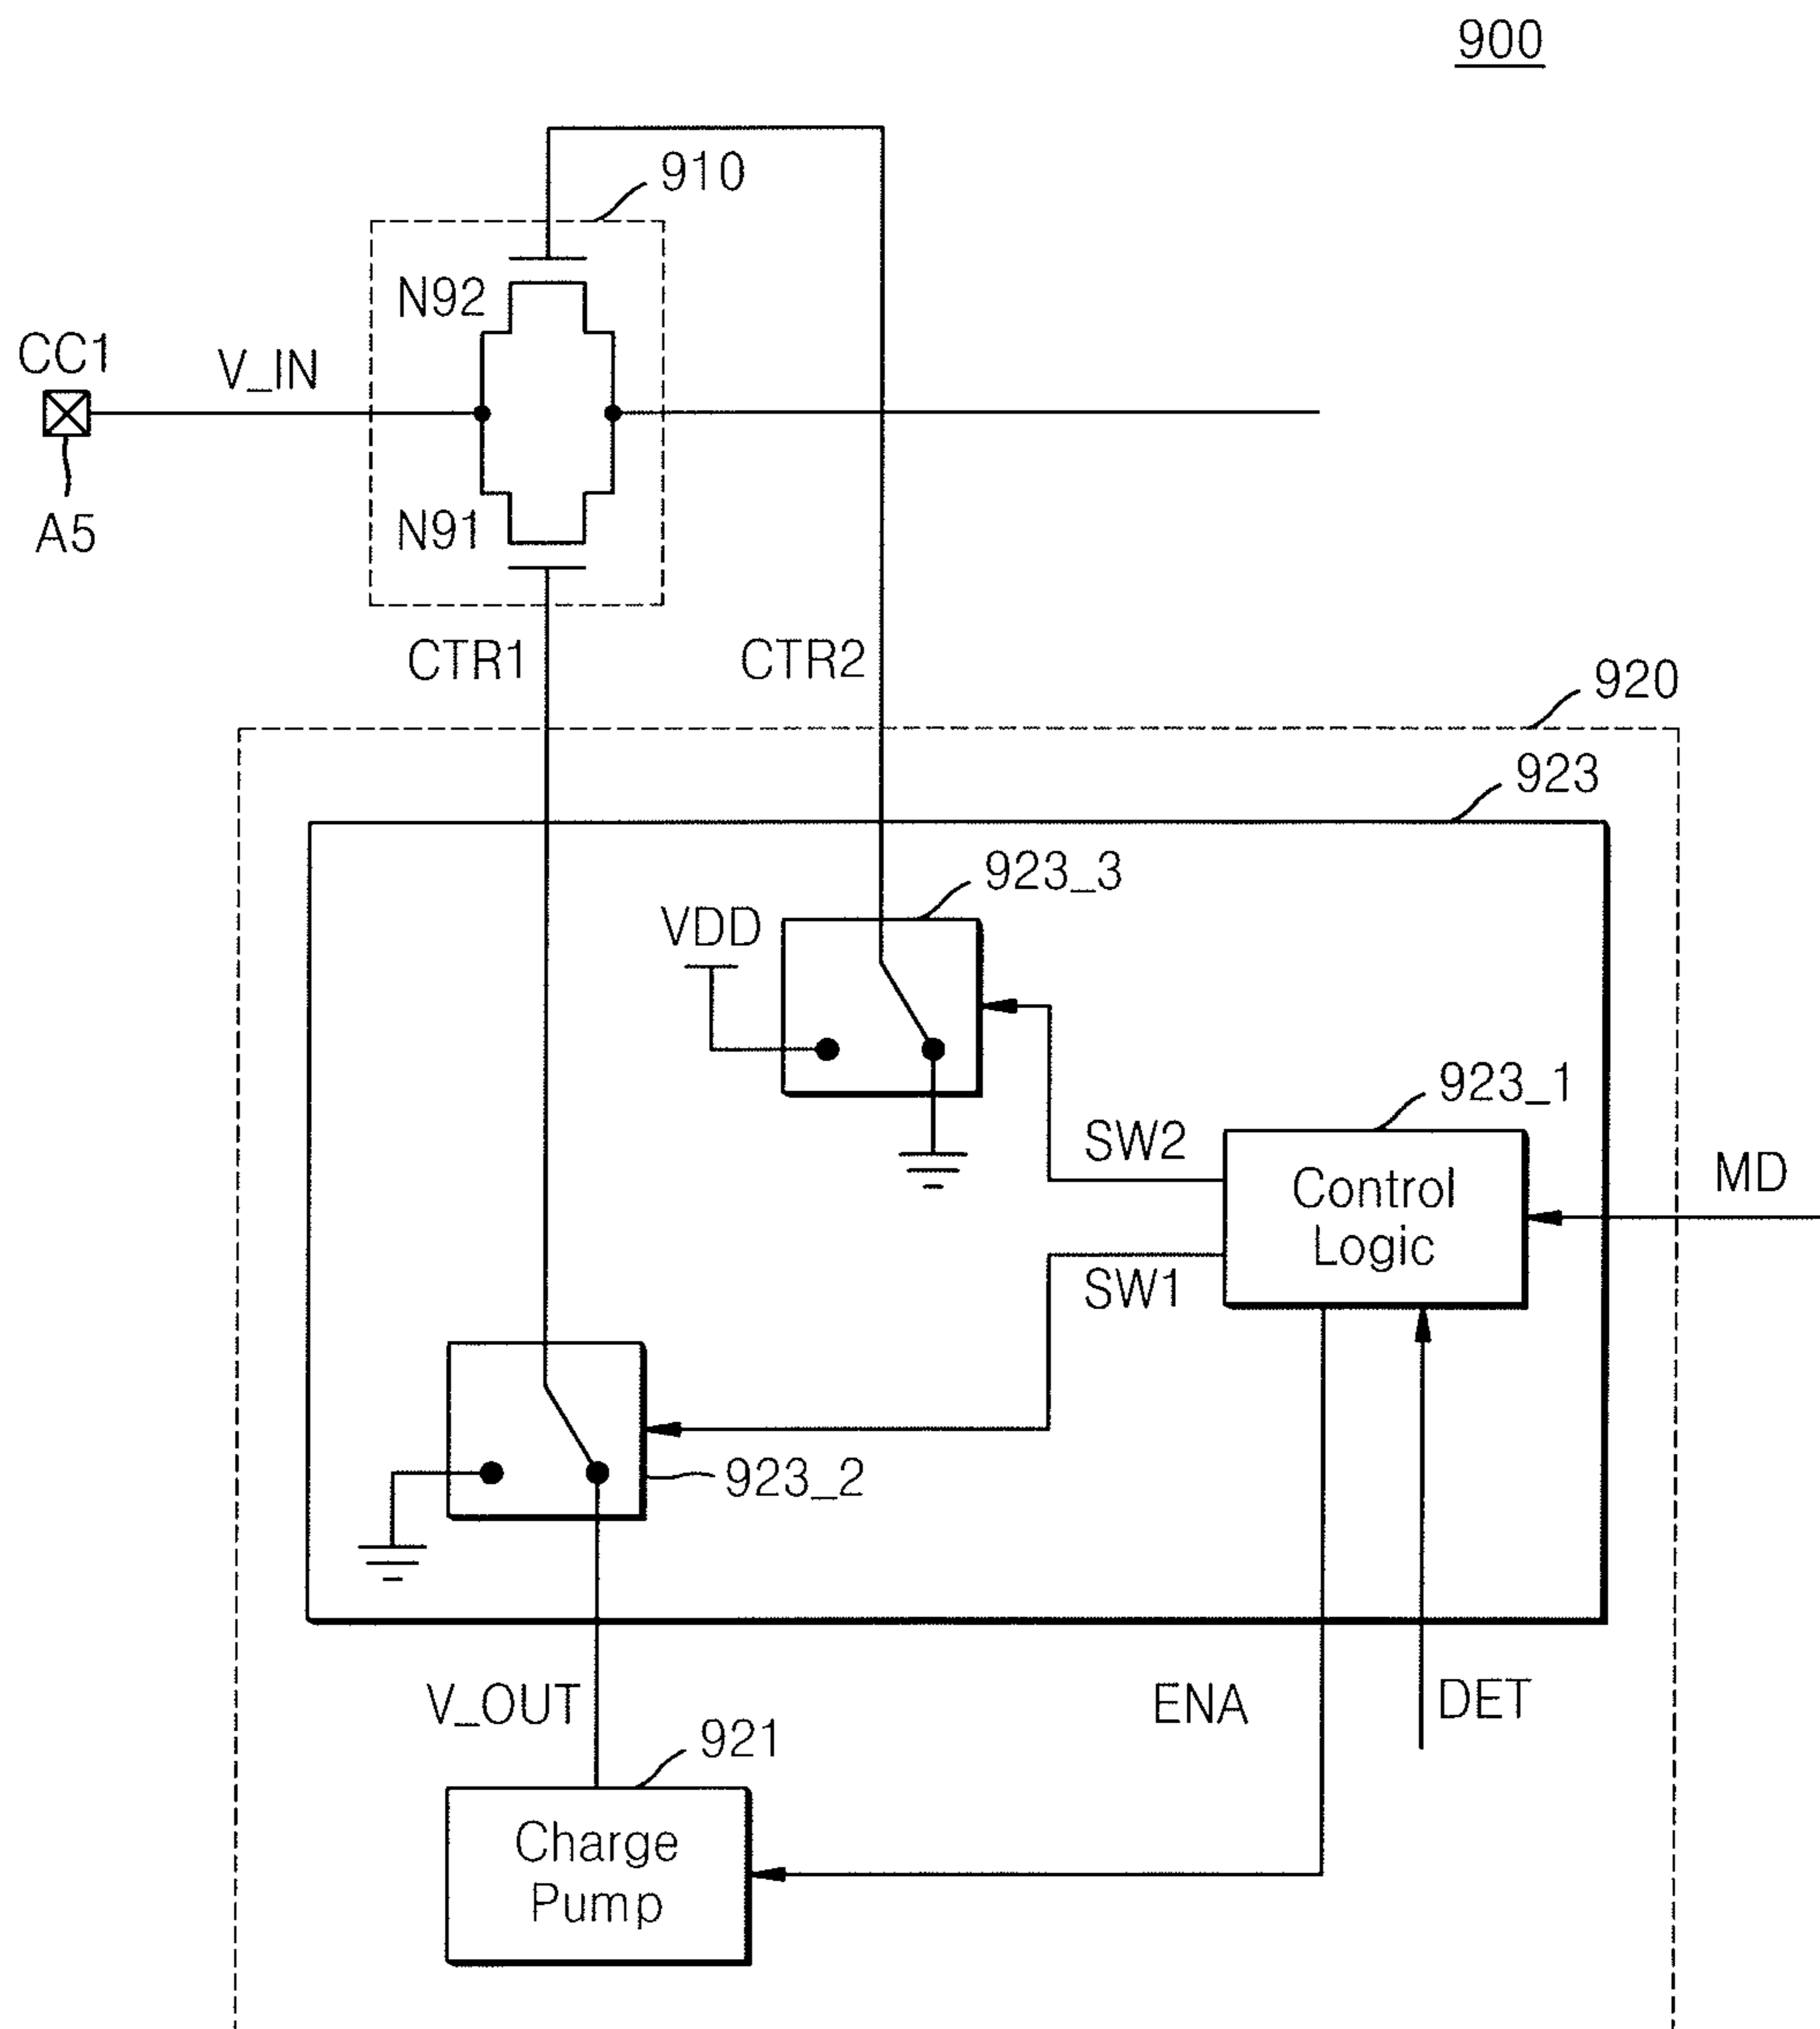 900
910
N92
CC1
V_IN
A5
N91
CTR1
CTR2
920
923
923_3
VDD
923_1
SW2
Control
Logic
MD
SW1
923_2
V_OUT
ENA
DET
921
Charge
Pump